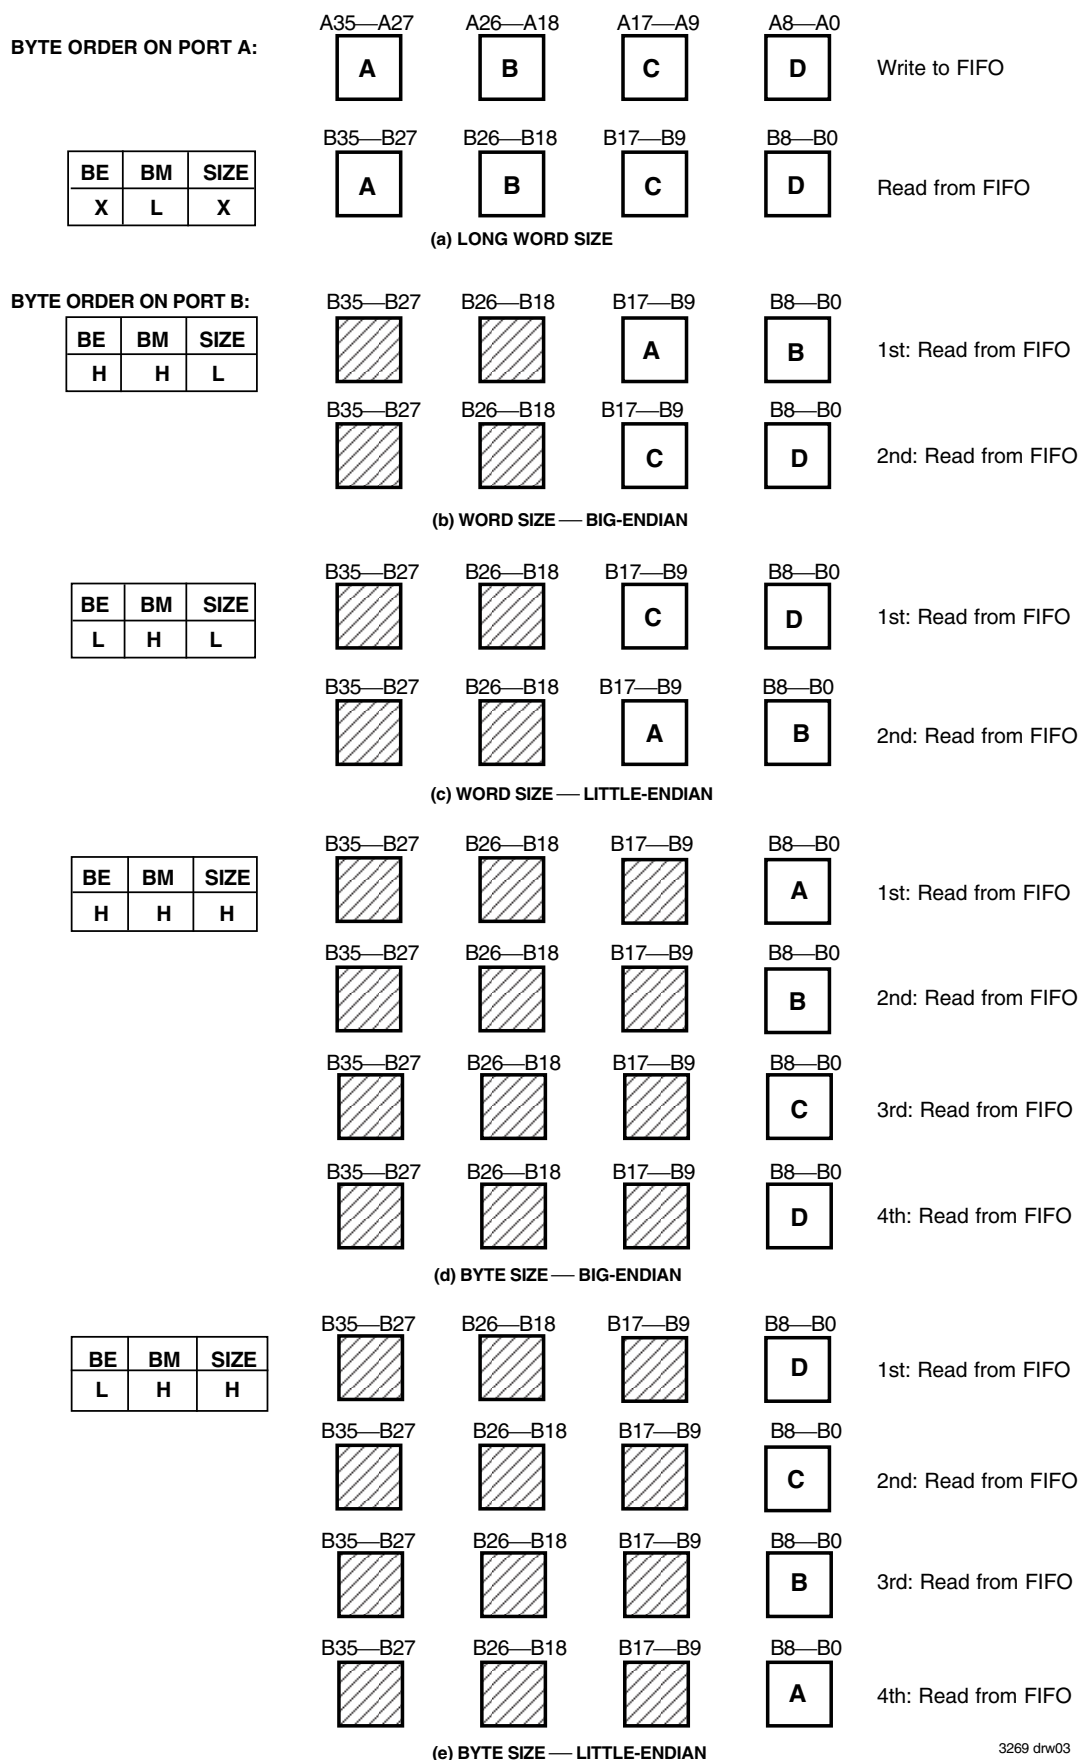 A35—A27 A26—A18 A17—A9 A8—A0
BYTE ORDER ON PORT A:
A B C D Write to FIFO
B35—B27 B26—B18 B17—B9 B8—B0
BE BM SIZE
A B C D Read from FIFO
X L X
(a) LONG WORD SIZE
BYTE ORDER ON PORT B:
B35—B27 B26—B18 B17—B9 B8—B0
BE BM SIZE
A B 1st: Read from FIFO
H H L
B35—B27 B26—B18 B17—B9 B8—B0
C D 2nd: Read from FIFO
(b) WORD SIZE — BIG-ENDIAN
B35—B27 B26—B18 B17—B9 B8—B0
BE BM SIZE
C D 1st: Read from FIFO
L H L
B35—B27 B26—B18 B17—B9 B8—B0
A B 2nd: Read from FIFO
(c) WORD SIZE — LITTLE-ENDIAN
B35—B27 B26—B18 B17—B9 B8—B0
BE BM SIZE
A 1st: Read from FIFO
H H H
B35—B27 B26—B18 B17—B9 B8—B0
B 2nd: Read from FIFO
B35—B27 B26—B18 B17—B9 B8—B0
C 3rd: Read from FIFO
B35—B27 B26—B18 B17—B9 B8—B0
D 4th: Read from FIFO
(d) BYTE SIZE — BIG-ENDIAN
B35—B27 B26—B18 B17—B9 B8—B0
BE BM SIZE
D 1st: Read from FIFO
L H H
B35—B27 B26—B18 B17—B9 B8—B0
C 2nd: Read from FIFO
B35—B27 B26—B18 B17—B9 B8—B0
B 3rd: Read from FIFO
B35—B27 B26—B18 B17—B9 B8—B0
A 4th: Read from FIFO
(e) BYTE SIZE — LITTLE-ENDIAN
3269 drw03